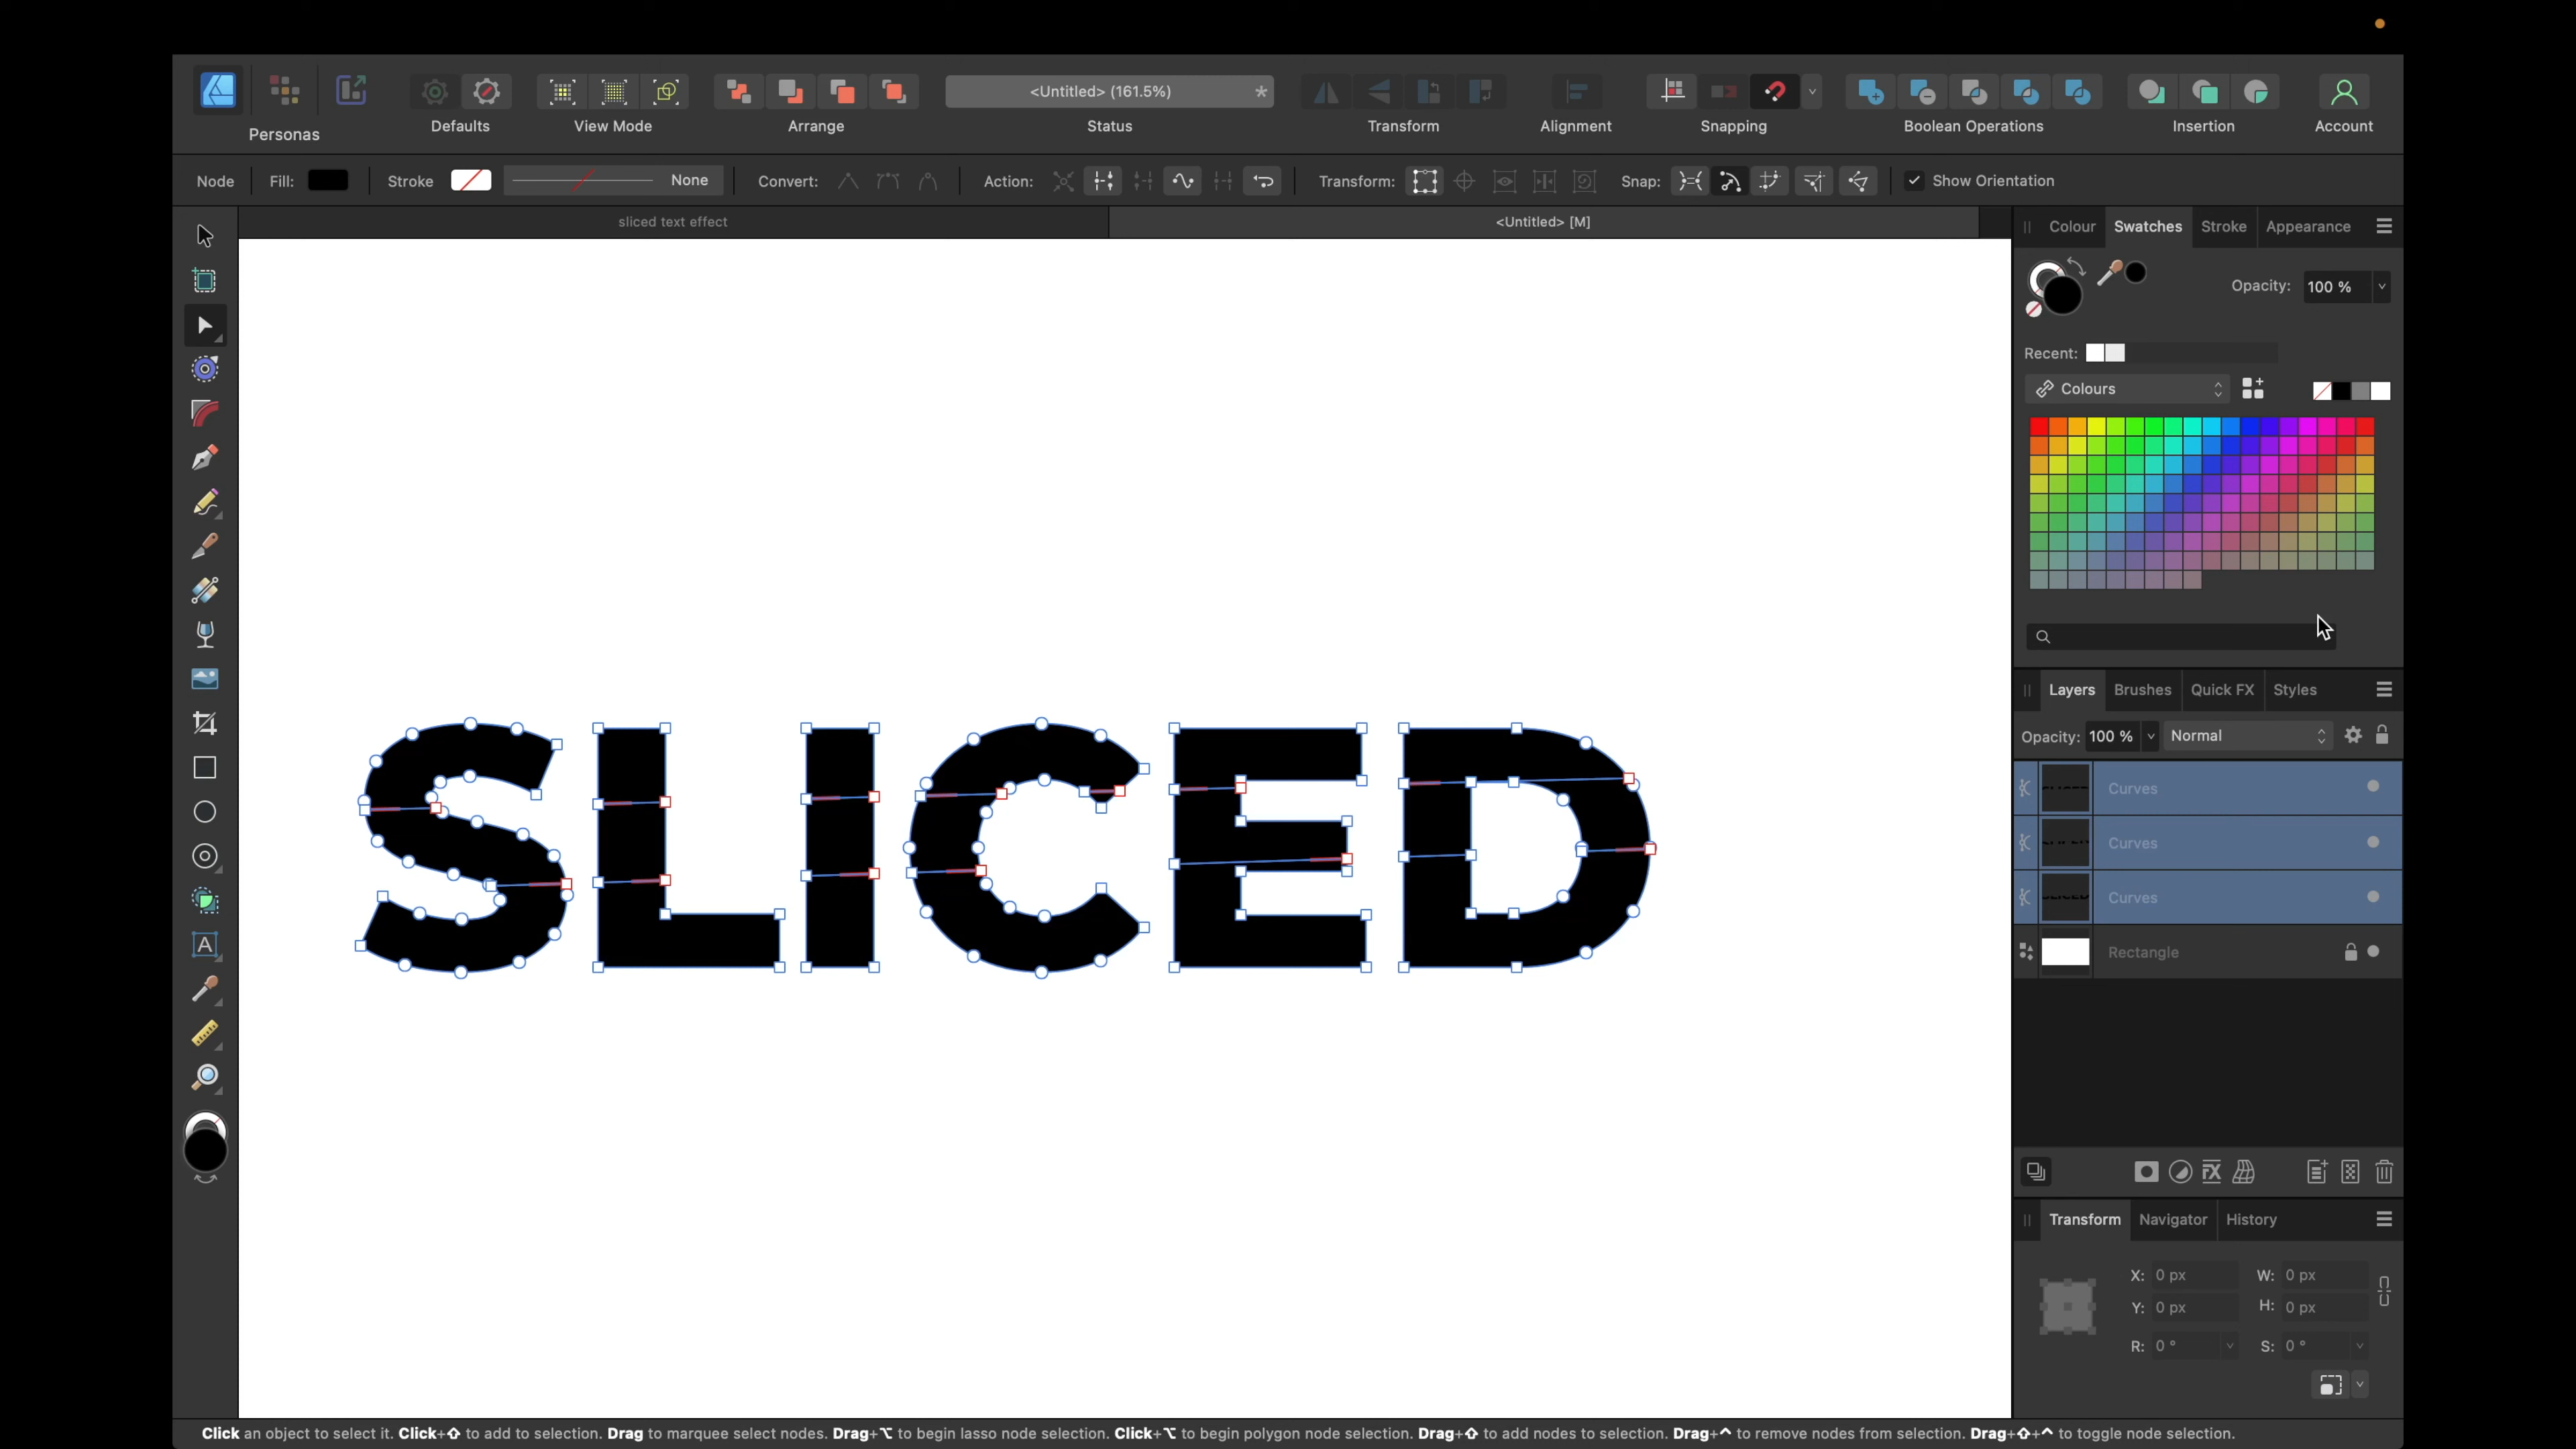 <Untitled> (161.5%)
*
Personas
Defaults
View Mode
Arrange
Status
Transform
Alignment
Snapping
Boolean Operations
Insertion
Account
Node
Fill:
Stroke
None
Convert:
Action:
Transform:
Snap:
Show Orientation
sliced text effect
<Untitled> [M]
Colour
Swatches
Stroke
Appearance
Opacity:
100 %
Recent:
Colours
SLICED
Layers
Brushes
Quick FX
Styles
Opacity:
100 %
Normal
Curves
Curves
Curves
Rectangle
Transform
Navigator
History
X: 0 px
W: 0 px
Y: 0 px
H: 0 px
R: 0 °
S: 0 °
Click an object to select it. Click+⇧ to add to selection. Drag to marquee select nodes. Drag+⌥ to begin lasso node selection. Click+⌥ to begin polygon node selection. Drag+⇧ to add nodes to selection. Drag+⌃ to remove nodes from selection. Drag+⇧+⌃ to toggle node selection.